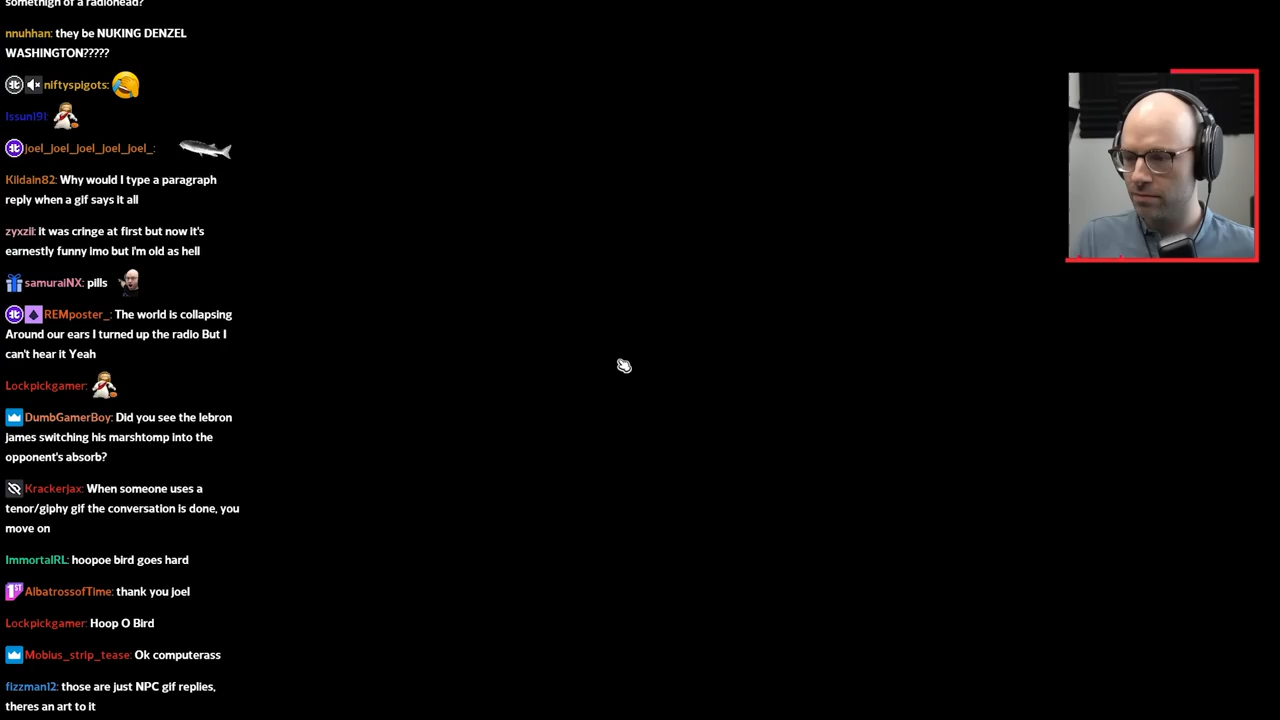 somethign of a radiohead?
nnuhhan: they be NUKING DENZEL
WASHINGTON?????
niftyspigots:
Issun191:
joel_joel_joel_joel_joel_:
Kildain82: Why would I type a paragraph
reply when a gif says it all
zyxzii: it was cringe at first but now it's
earnestly funny imo but I'm old as hell
samuraiNX: pills
REMposter_: The world is collapsing
Around our ears I turned up the radio But I
can't hear it Yeah
Lockpickgamer:
DumbGamerBoy: Did you see the lebron
james switching his marshtomp into the
opponent's absorb?
Krackerjax: When someone uses a
tenor/giphy gif the conversation is done, you
move on
ImmortalRL: hoopoe bird goes hard
1ST AlbatrossofTime: thank you joel
Lockpickgamer: Hoop O Bird
Mobius_strip_tease: Ok computerass
fizzman12: those are just NPC gif replies,
theres an art to it